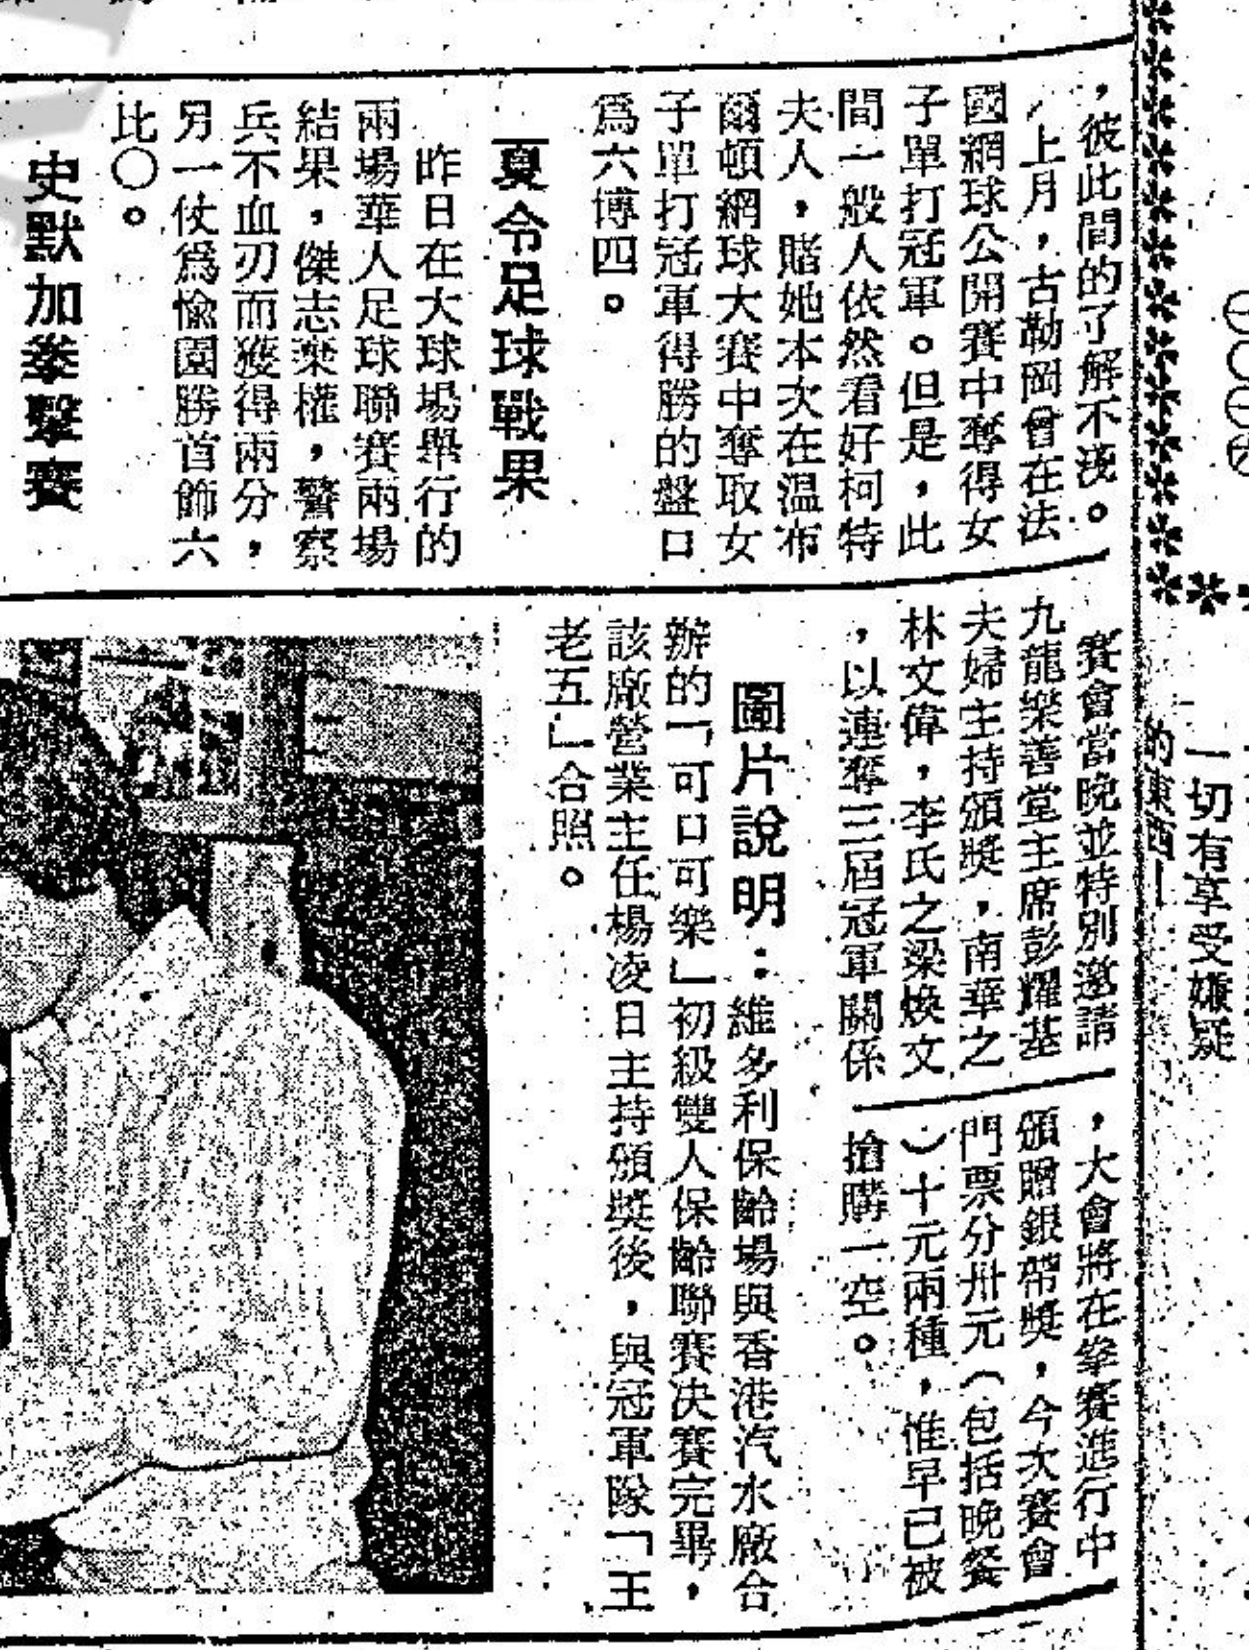 ，彼此間的了解不淺。
上月，古勒岡曾在法
國網球公開賽中奪得女
子單打冠軍。但是，此
間一般人依然看好柯特
夫人，賭她本次在温布
爾頓網球大賽中奪取女
子單打冠軍得勝的盤口
爲六博四。
夏令足球戰果
昨日在大球場舉行的
兩場華人足球聯賽兩場
結果，傑志棄權，警察
兵不血刃而獲得兩分，
另一仗爲愉園勝首飾六
比〇。
史默加拳擊賽
賽會當晚並特別邀請
九龍樂善堂主席彭耀基
夫婦主持頒獎，南華之
林文偉，李氏之梁煥文
，以連奪三屆冠軍關係
，大會將在拳賽進行中
頒贈銀帶獎，今次賽會
門票分卅元（包括晚餐
）十元兩種，惟早已被
搶購一空。
圖片說明：維多利保齡場與香港汽水廠合
辦的「可口可樂」初級雙人保齡聯賽决賽完畢，
該廠營業主任楊凌日主持頒獎後，與冠軍隊「王
老五」合照。
一切有享受嫌疑
的東西—